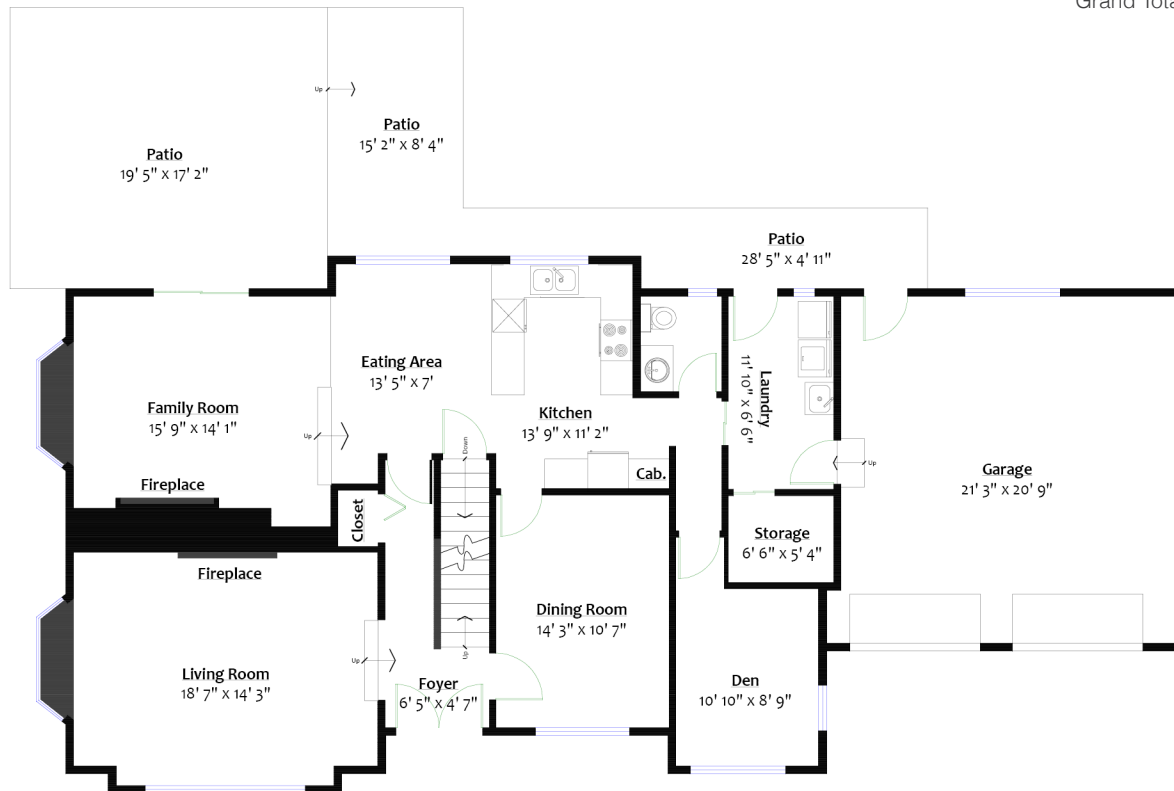 Grand Tota
Up
Patio
15' 2" x 8' 4"
Patio
19' 5" x 17' 2"
Patio
28' 5" x 4' 11"
Eating Area
13' 5" x 7'
Family Room
15' 9" x 14' 1"
Up
Kitchen
13' 9" x 11' 2"
Laundry
11' 10" x 6' 6"
Down
Cab.
Up
Garage
21' 3" x 20' 9"
Fireplace
Closet
Storage
6' 6" x 5' 4"
Fireplace
Dining Room
14' 3" x 10' 7"
Living Room
18' 7" x 14' 3"
Up
Up
Foyer
6' 5" x 4' 7"
Den
10' 10" x 8' 9"